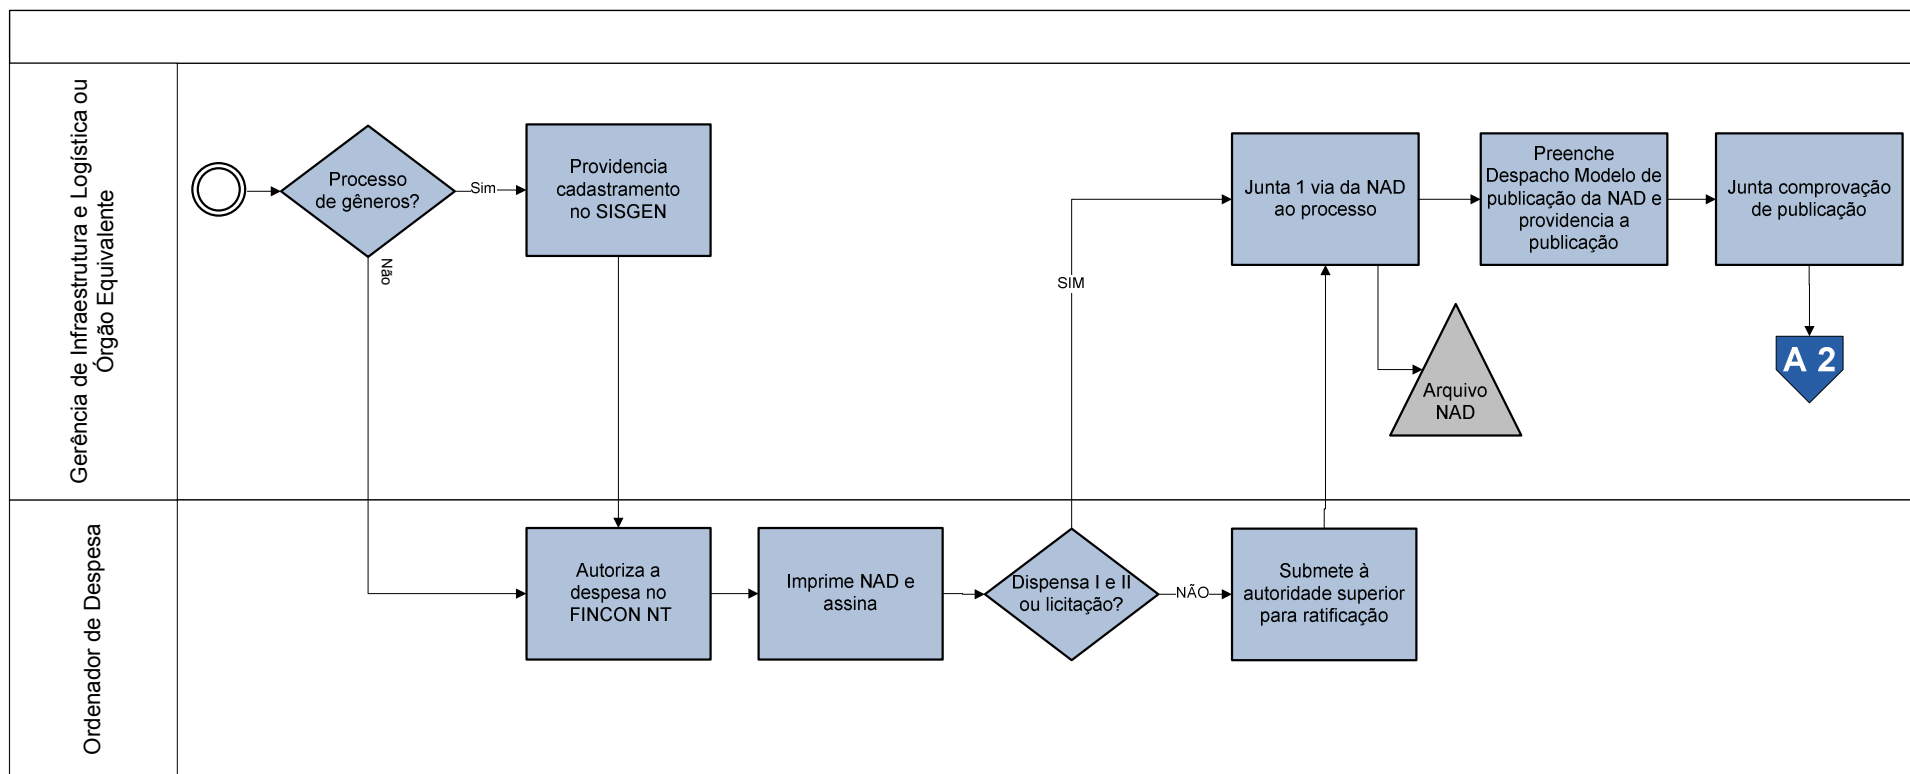 Gerência de Infraestrutura e Logística ou
Órgão Equivalente
Processo
de gêneros?
Sim
Não
Providencia
cadastramento
no SISGEN
SIM
Junta 1 via da NAD
ao processo
Preenche
Despacho Modelo de
publicação da NAD e
providencia a
publicação
Junta comprovação
de publicação
Arquivo
NAD
A 2
Ordenador de Despesa
Autoriza a
despesa no
FINCON NT
Imprime NAD e
assina
Dispensa I e II
ou licitação?
NÃO
Submete à
autoridade superior
para ratificação